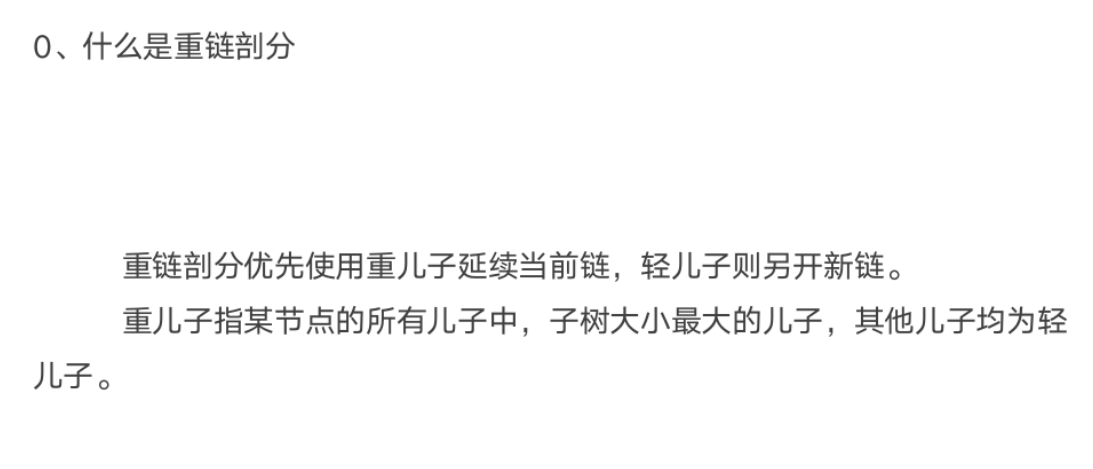 0、什么是重链剖分
重链剖分优先使用重儿子延续当前链，轻儿子则另开新链。
重儿子指某节点的所有儿子中，子树大小最大的儿子，其他儿子均为轻
儿子。